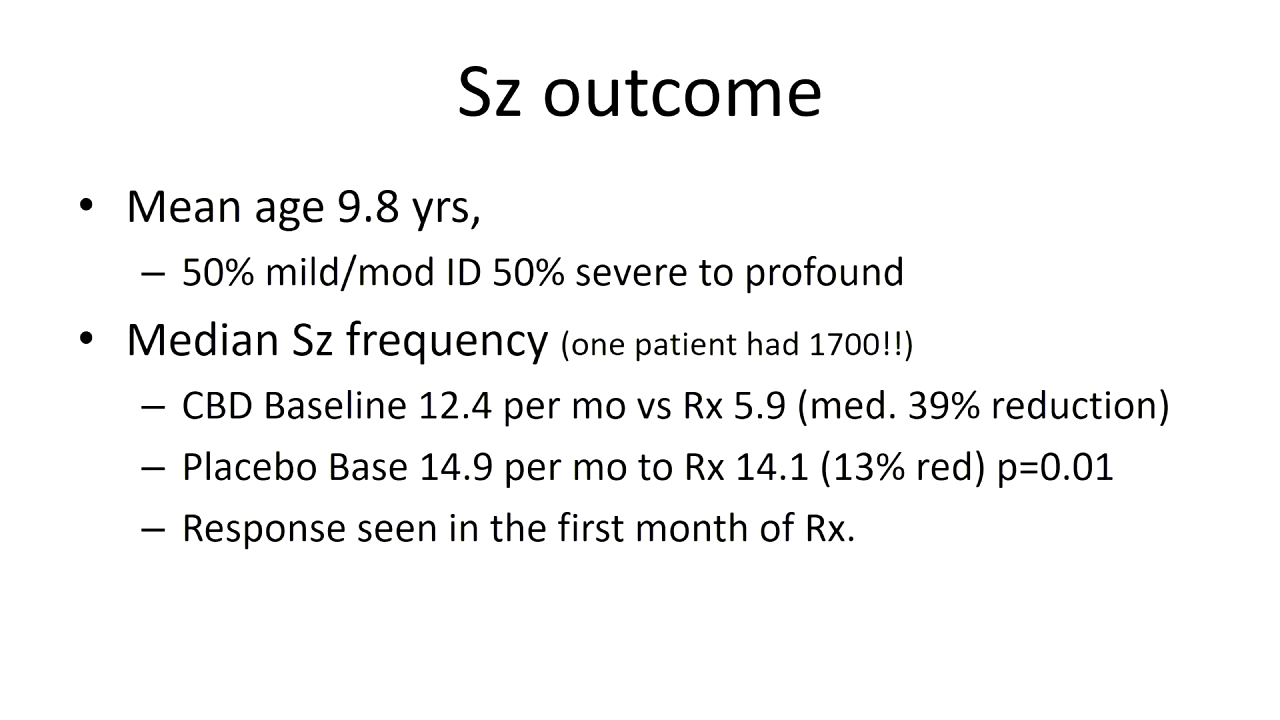 Sz outcome
• Mean age 9.8 yrs,
– 50% mild/mod ID 50% severe to profound
• Median Sz frequency (one patient had 1700!!)
– CBD Baseline 12.4 per mo vs Rx 5.9 (med. 39% reduction)
– Placebo Base 14.9 per mo to Rx 14.1 (13% red) p=0.01
– Response seen in the first month of Rx.